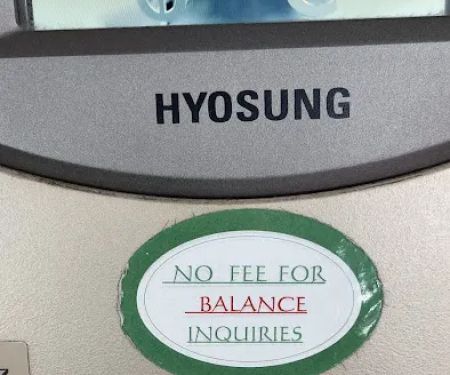 HYOSUNG
NO FEE FOR
BALANCE
INQUIRIES